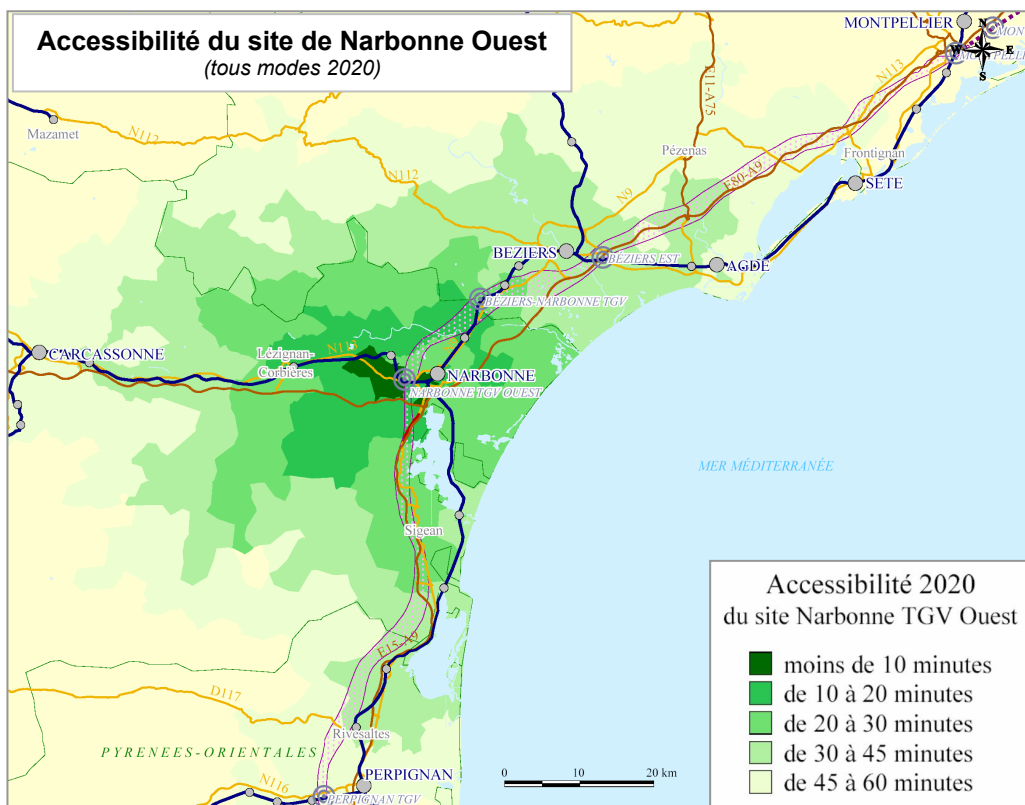 Accessibilité du site de Narbonne Ouest
(tous modes 2020)
MONTPELLIER
N
W
E
S
N113
E11-A75
Mazamet
N112
N112
Pézenas
Frontignan
N9
E80-A9
SETE
BEZIERS
BÉZIERS EST
AGDE
BÉZIERS-NARBONNE TGV
CARCASSONNE
Lézignan-
Corbières
N113
NARBONNE
NARBONNE TGV OUEST
MER MÉDITERRANÉE
Sigean
E15-A9
D117
Rivesaltes
PYRENEES-ORIENTALES
N116
PERPIGNAN
PERPIGNAN TGV
0 10 20 km
Accessibilité 2020
du site Narbonne TGV Ouest
moins de 10 minutes
de 10 à 20 minutes
de 20 à 30 minutes
de 30 à 45 minutes
de 45 à 60 minutes